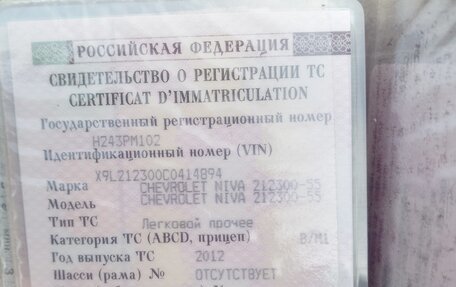 РОССИЙСКАЯ ФЕДЕРАЦИЯ
СВИДЕТЕЛЬСТВО О РЕГИСТРАЦИИ ТС
CERTIFICAT D'IMMATRICULATION
Государственный регистрационный номер
Н243РМ102
Идентификационный номер (VIN)
X9L212300C0414894
Марка CHEVROLET NIVA 212300-55
Модель CHEVROLET NIVA 212300-55
Тип ТС Легковой прочее
Категория ТС (ABCD, прицеп) B/M1
Год выпуска ТС 2012
Шасси (рама) № ОТСУТСТВУЕТ